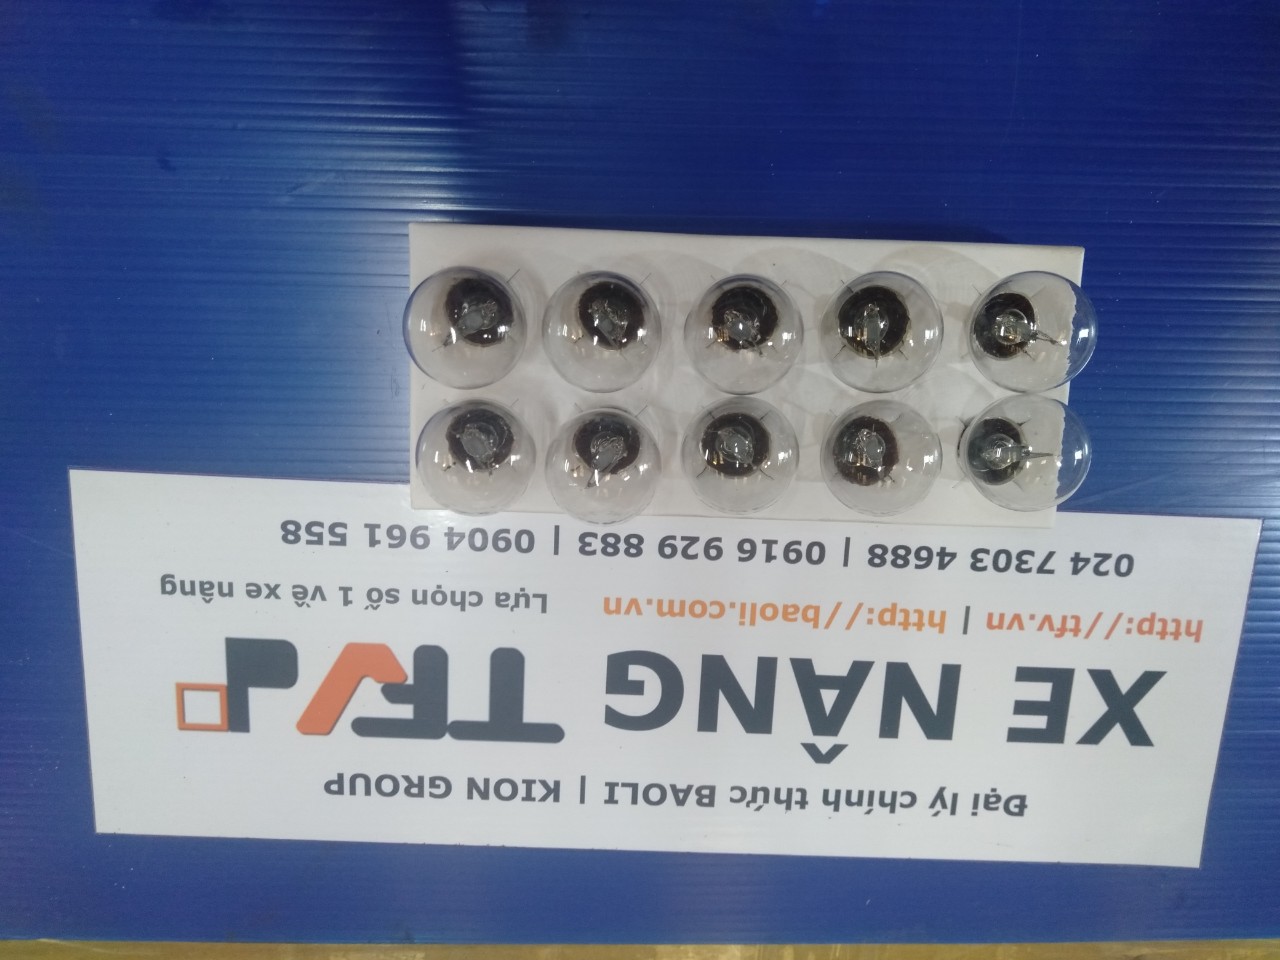 Đại lý chính thức BAOLI | KION GROUP
XE NÂNG TFV
http://tfv.vn | http://baoli.com.vn Lựa chọn số 1 về xe nâng
024 7303 4688 | 0916 929 883 | 0904 961 558